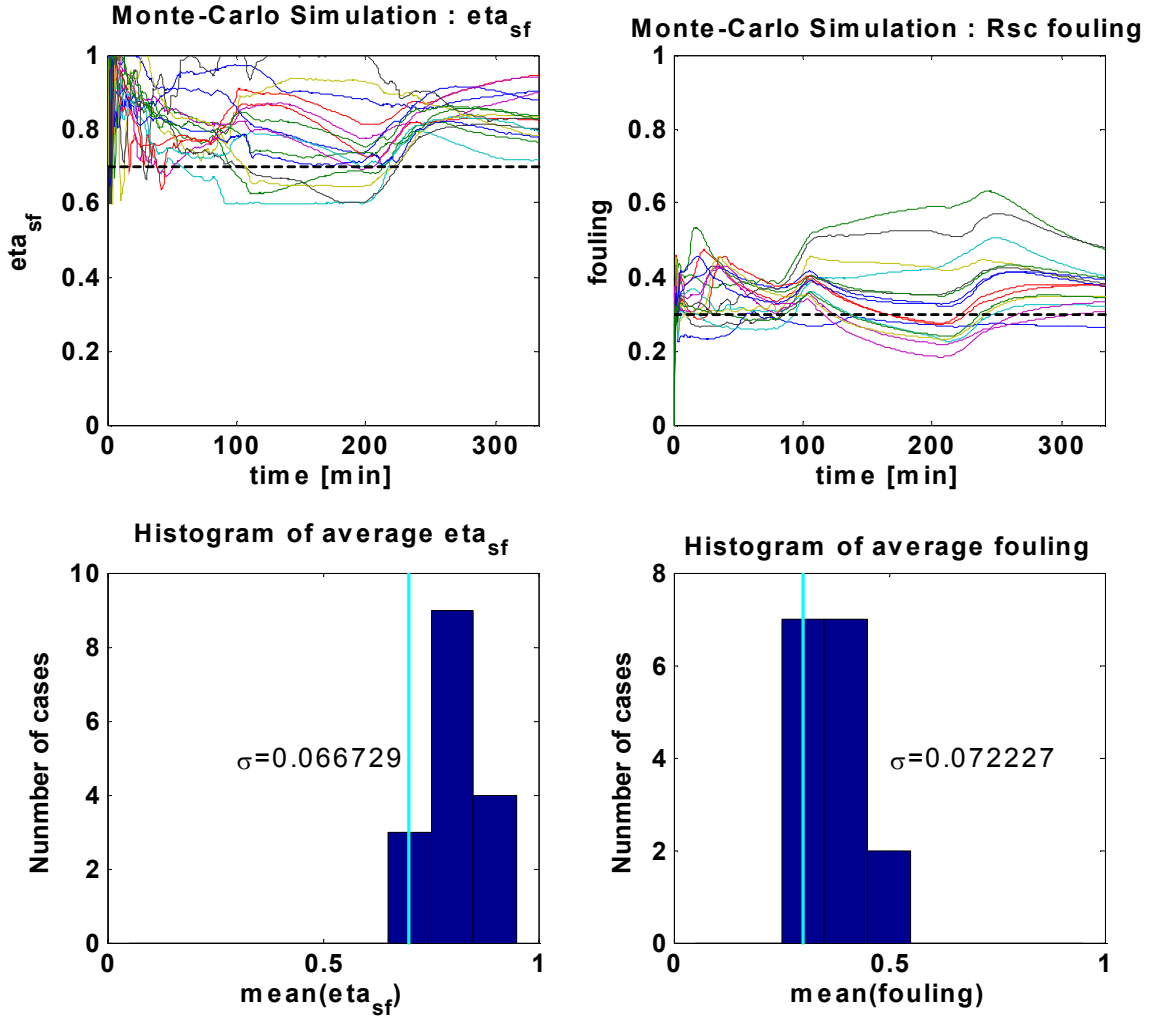 Monte-Carlo Simulation : eta_sf
1
0.8
0.6
0.4
0.2
0
eta_sf
0
100
200
300
time [min]
Monte-Carlo Simulation : Rsc fouling
1
0.8
0.6
0.4
0.2
0
fouling
0
100
200
300
time [min]
Histogram of average eta_sf
10
8
6
4
2
0
Nunmber of cases
σ=0.066729
0
0.5
1
mean(eta_sf)
Histogram of average fouling
8
6
4
2
0
Nunmber of cases
σ=0.072227
0
0.5
1
mean(fouling)